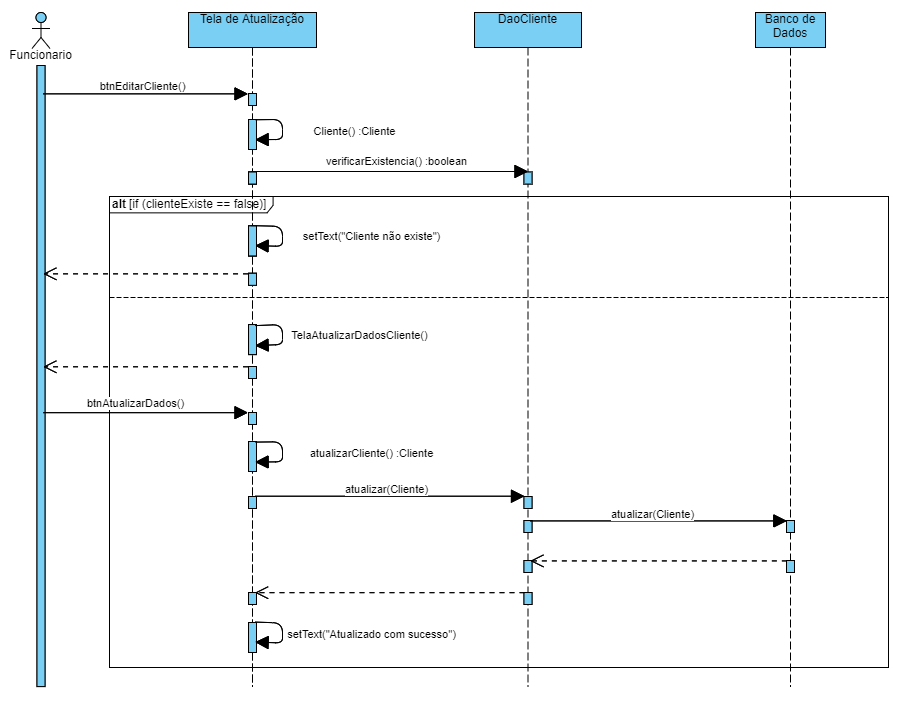 Tela de Atualização
DaoCliente
Banco de
Dados
Funcionario
btnEditarCliente()
Cliente() :Cliente
verificarExistencia() :boolean
alt [if (clienteExiste == false)]
setText("Cliente não existe")
TelaAtualizarDadosCliente()
btnAtualizarDados()
atualizarCliente() :Cliente
atualizar(Cliente)
atualizar(Cliente)
setText("Atualizado com sucesso")